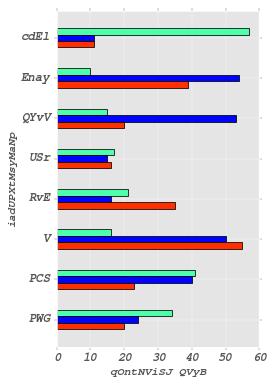 cdEl
Enay
QYvV
USr
RvE
V
PCS
PWG
iadUPXtMsyMaNp
0 10 20 30 40 50 60
qOntNViSJ QVyB